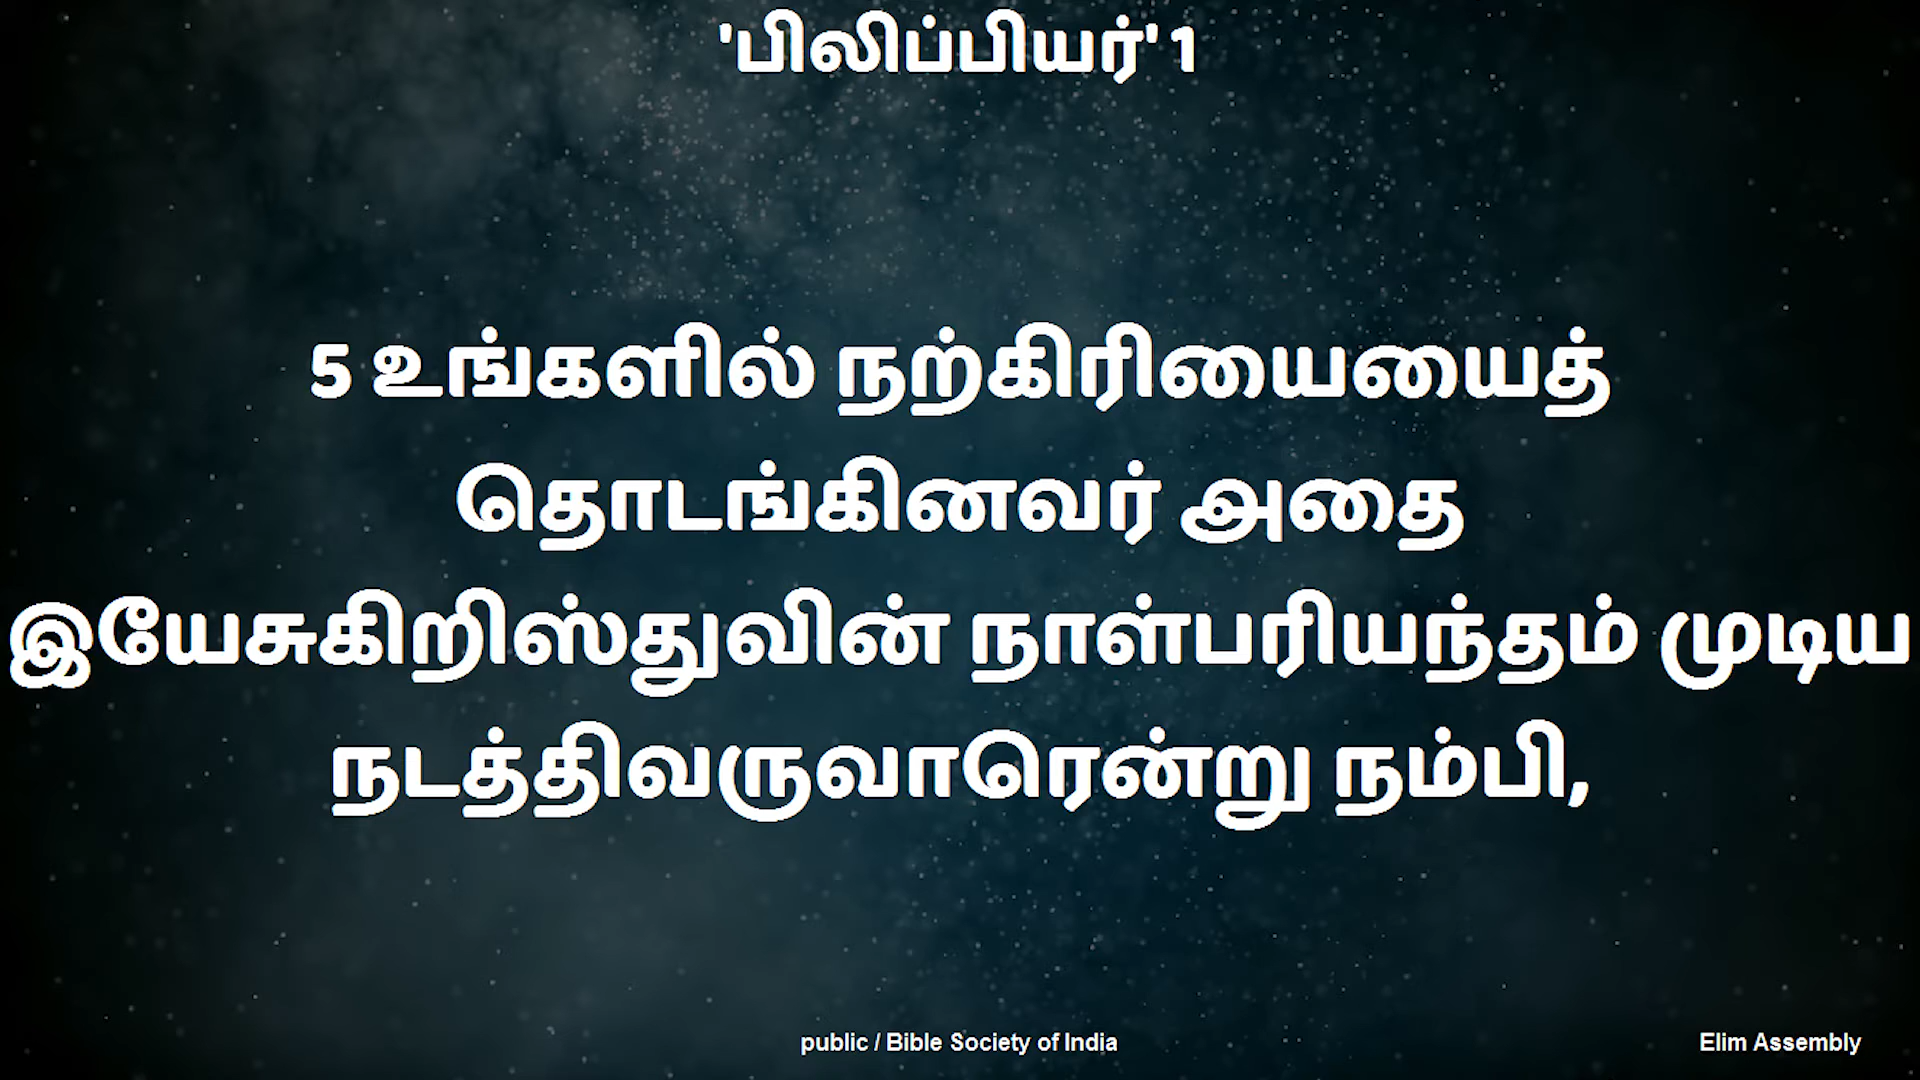 'பிலிப்பியர்' 1
5 உங்களில் நற்கிரியையைத்
தொடங்கினவர் அதை
இயேசுகிறிஸ்துவின் நாள்பரியந்தம் முடிய
நடத்திவருவாரென்று நம்பி,
public / Bible Society of India
Elim Assembly